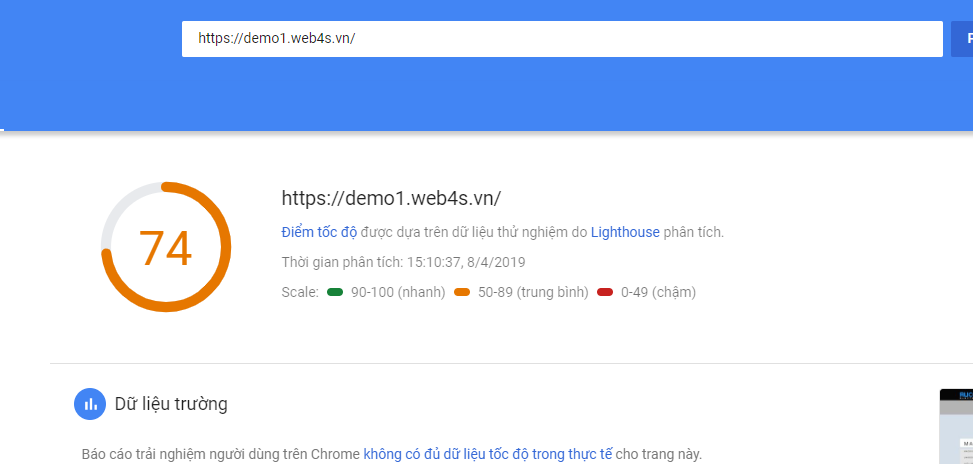 https://demo1.web4s.vn/
74
https://demo1.web4s.vn/
Điểm tốc độ được dựa trên dữ liệu thử nghiệm do Lighthouse phân tích.
Thời gian phân tích: 15:10:37, 8/4/2019
Scale: 90-100 (nhanh) 50-89 (trung bình) 0-49 (chậm)
Dữ liệu trường
Báo cáo trải nghiệm người dùng trên Chrome không có đủ dữ liệu tốc độ trong thực tế cho trang này.